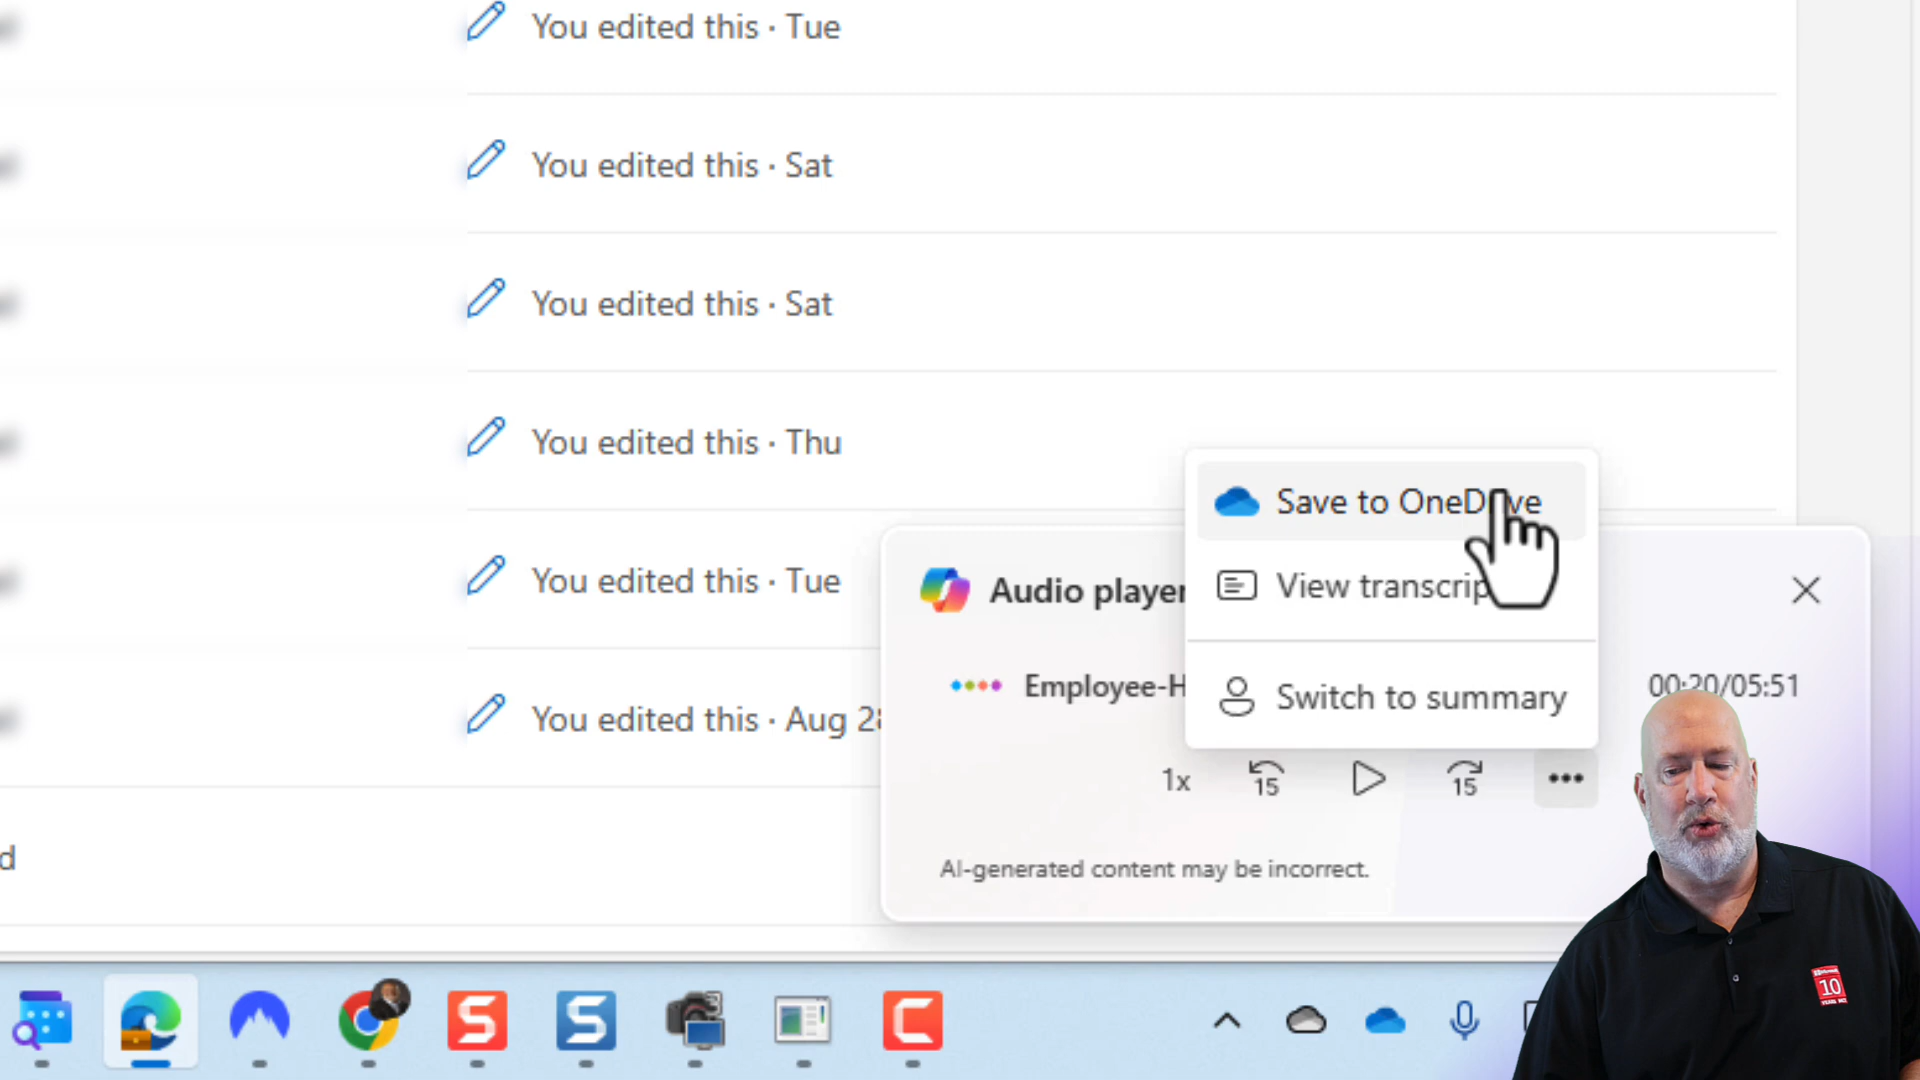 You edited this · Tue
You edited this · Sat
You edited this · Sat
You edited this · Thu
You edited this · Tue
You edited this · Aug
d
Save to OneDrive
View transcrip
Switch to summary
Audio player
Employee-H
00:20/05:51
1x
15
15
AI-generated content may be incorrect.
10